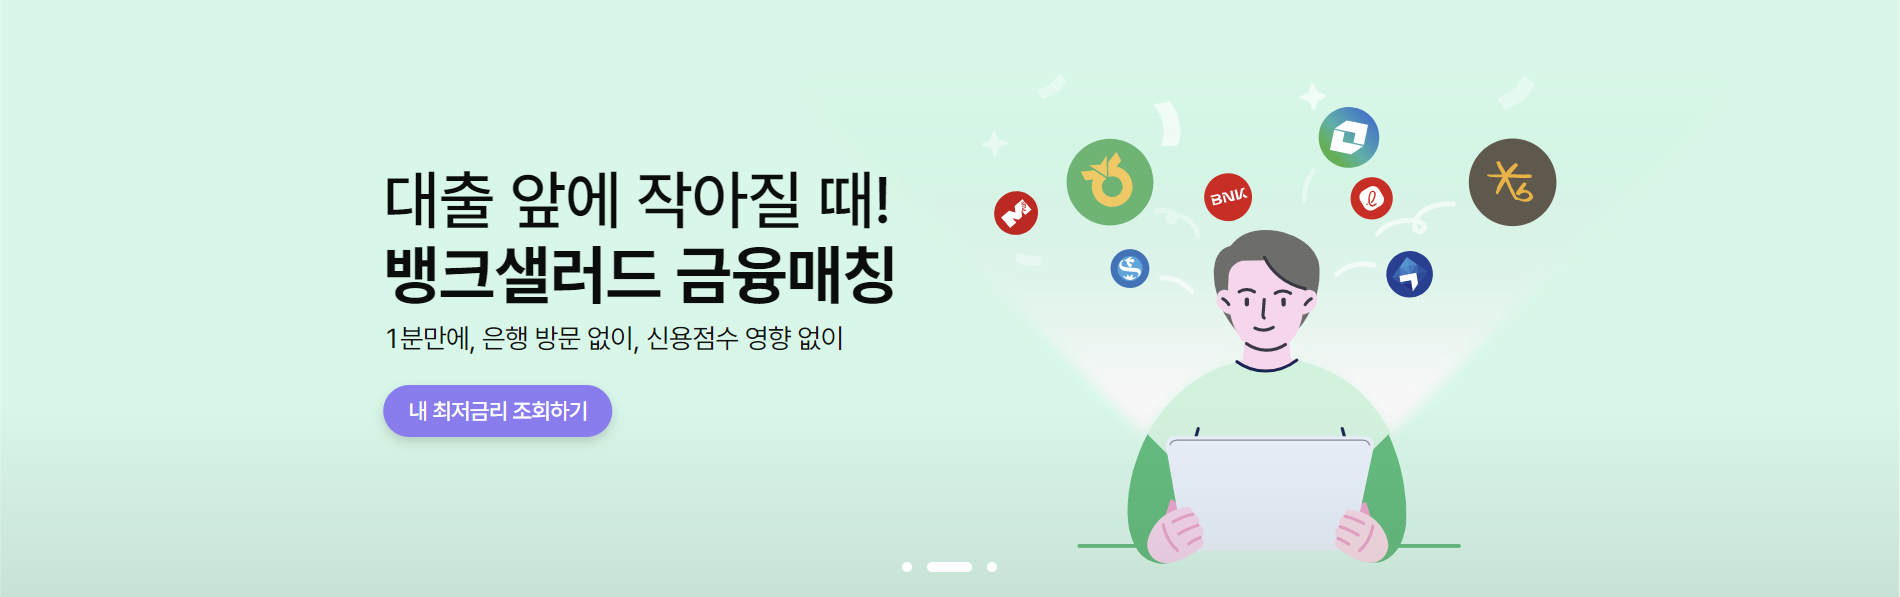 대출 앞에 작아질 때!
뱅크샐러드 금융매칭
1분만에, 은행 방문 없이, 신용점수 영향 없이
내 최저금리 조회하기
BNK